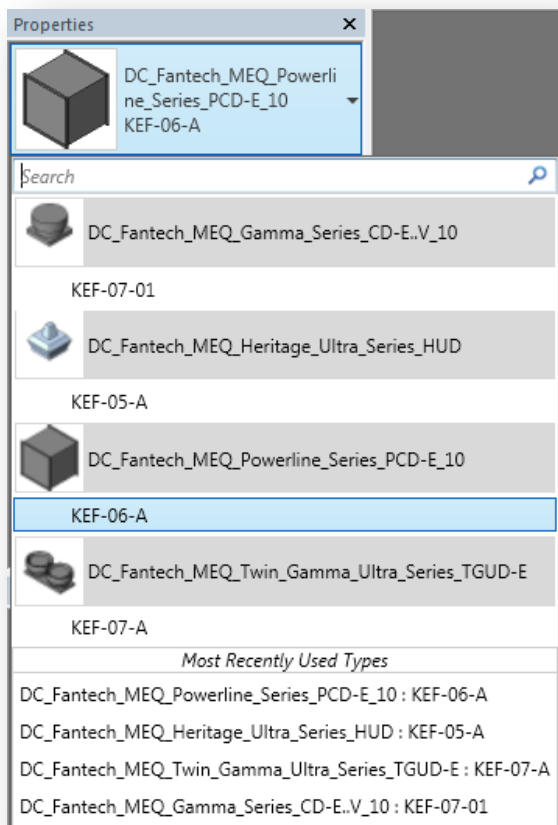 Properties
DC_Fantech_MEQ_Powerli
ne_Series_PCD-E_10
KEF-06-A
Search
DC_Fantech_MEQ_Gamma_Series_CD-E..V_10
KEF-07-01
DC_Fantech_MEQ_Heritage_Ultra_Series_HUD
KEF-05-A
DC_Fantech_MEQ_Powerline_Series_PCD-E_10
KEF-06-A
DC_Fantech_MEQ_Twin_Gamma_Ultra_Series_TGUD-E
KEF-07-A
Most Recently Used Types
DC_Fantech_MEQ_Powerline_Series_PCD-E_10 : KEF-06-A
DC_Fantech_MEQ_Heritage_Ultra_Series_HUD : KEF-05-A
DC_Fantech_MEQ_Twin_Gamma_Ultra_Series_TGUD-E : KEF-07-A
DC_Fantech_MEQ_Gamma_Series_CD-E..V_10 : KEF-07-01